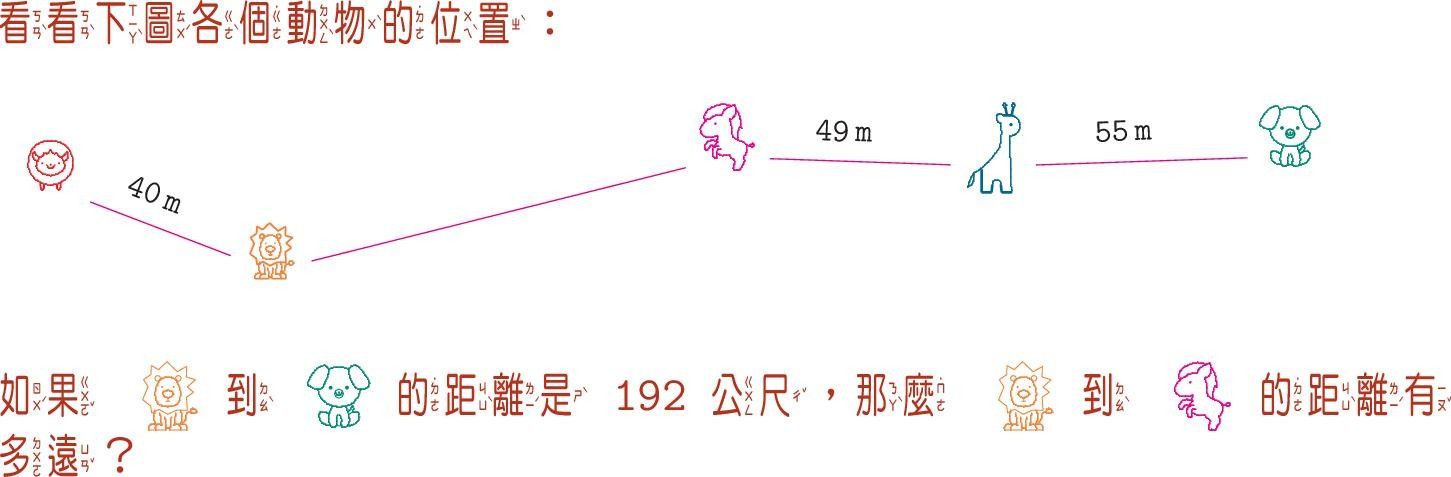 看看下圖各個動物的位置：
40 m
49 m
55 m
如果 到 的距離是 192 公尺，那麼 到 的距離有
多遠？